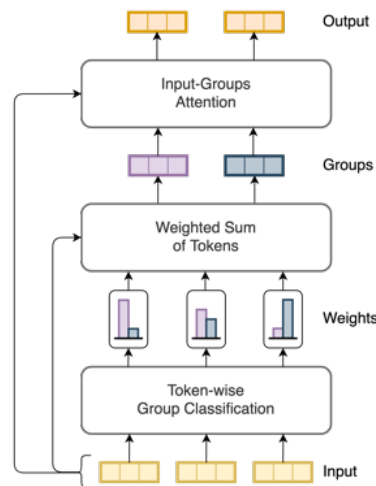 Output
Input-Groups
Attention
Groups
Weighted Sum
of Tokens
Weights
Token-wise
Group Classification
Input